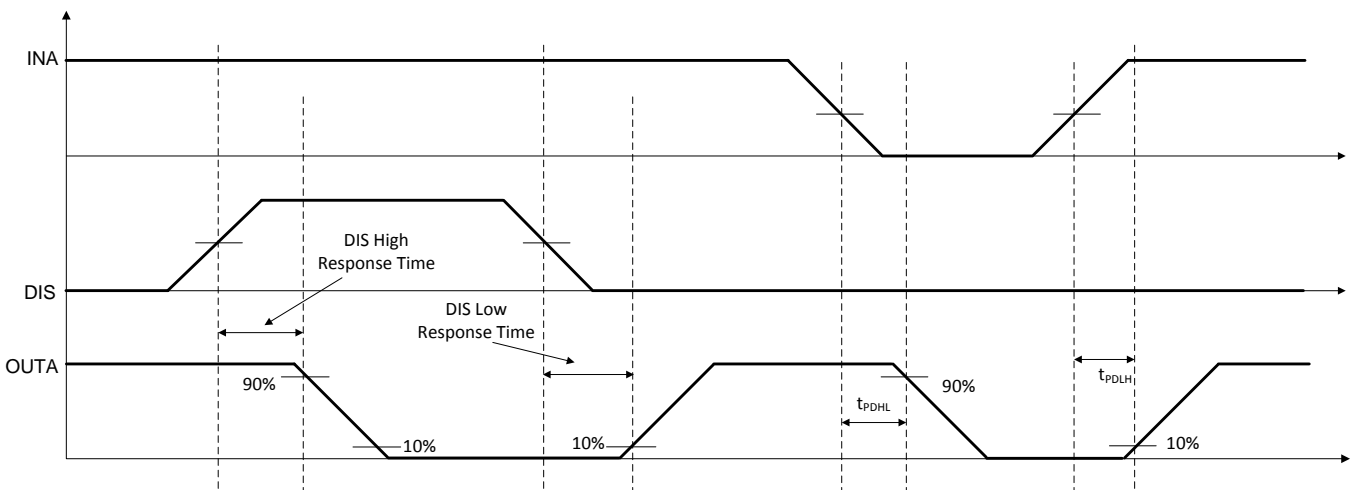 INA
DIS High
Response Time
DIS
DIS Low
Response Time
OUTA
90%
10%
10%
tPDHL
90%
tPDLH
10%